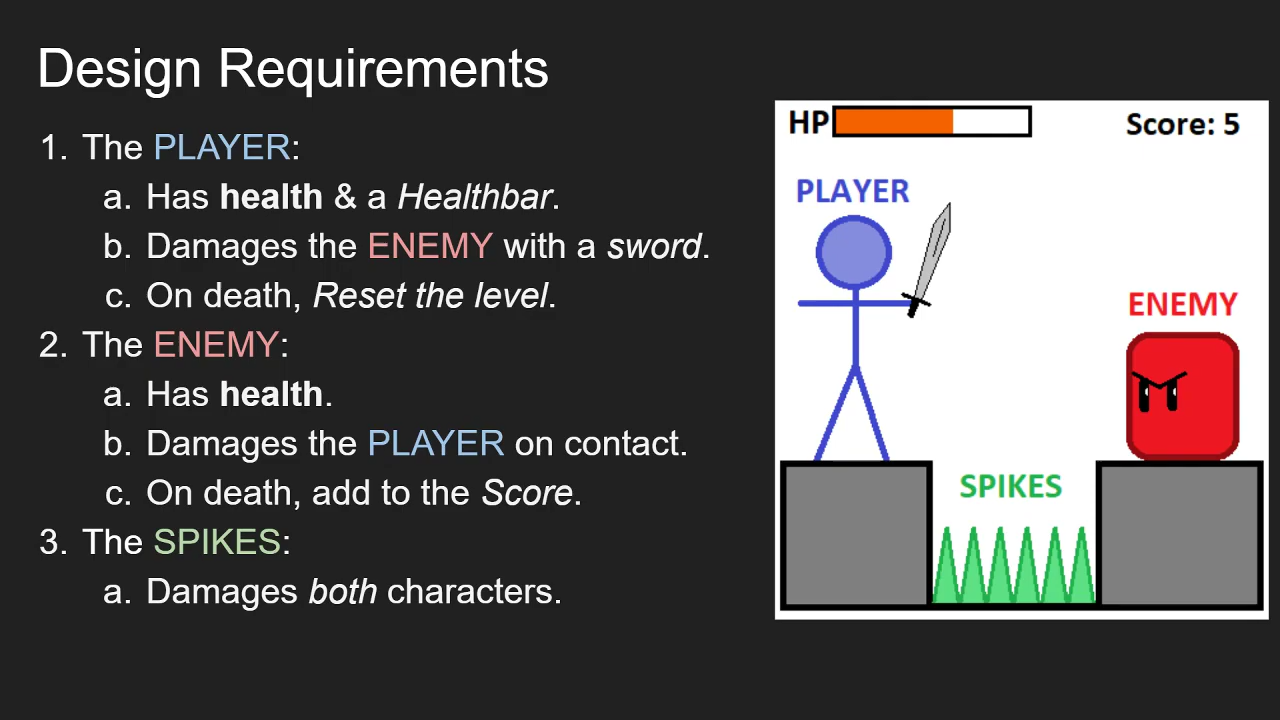 Design Requirements
1. The PLAYER:
a. Has health & a Healthbar.
b. Damages the ENEMY with a sword.
c. On death, Reset the level.
2. The ENEMY:
a. Has health.
b. Damages the PLAYER on contact.
c. On death, add to the Score.
3. The SPIKES:
a. Damages both characters.
HP
Score: 5
PLAYER
ENEMY
SPIKES